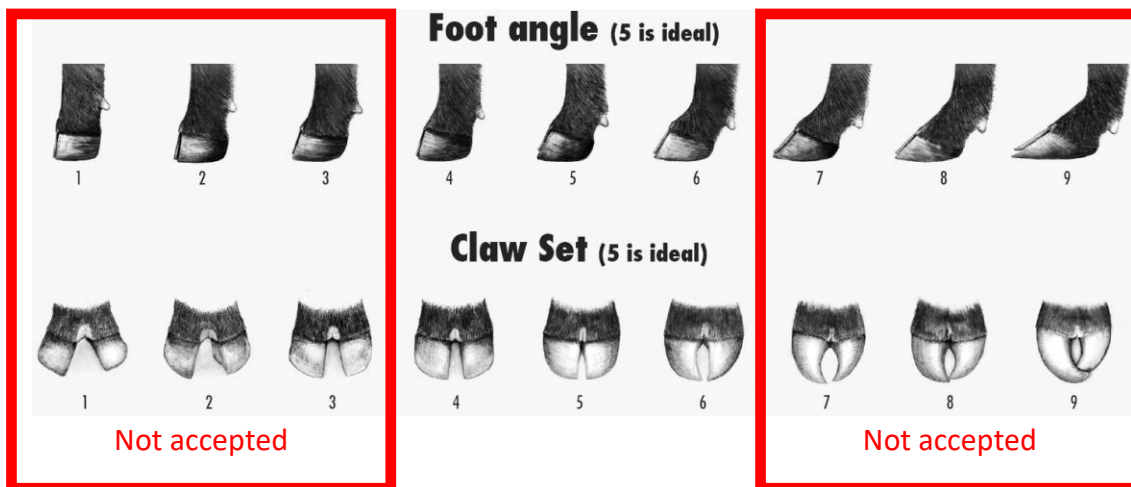 Foot angle (5 is ideal)
1 2 3 4 5 6 7 8 9
Claw Set (5 is ideal)
1 2 3 4 5 6 7 8 9
Not accepted Not accepted